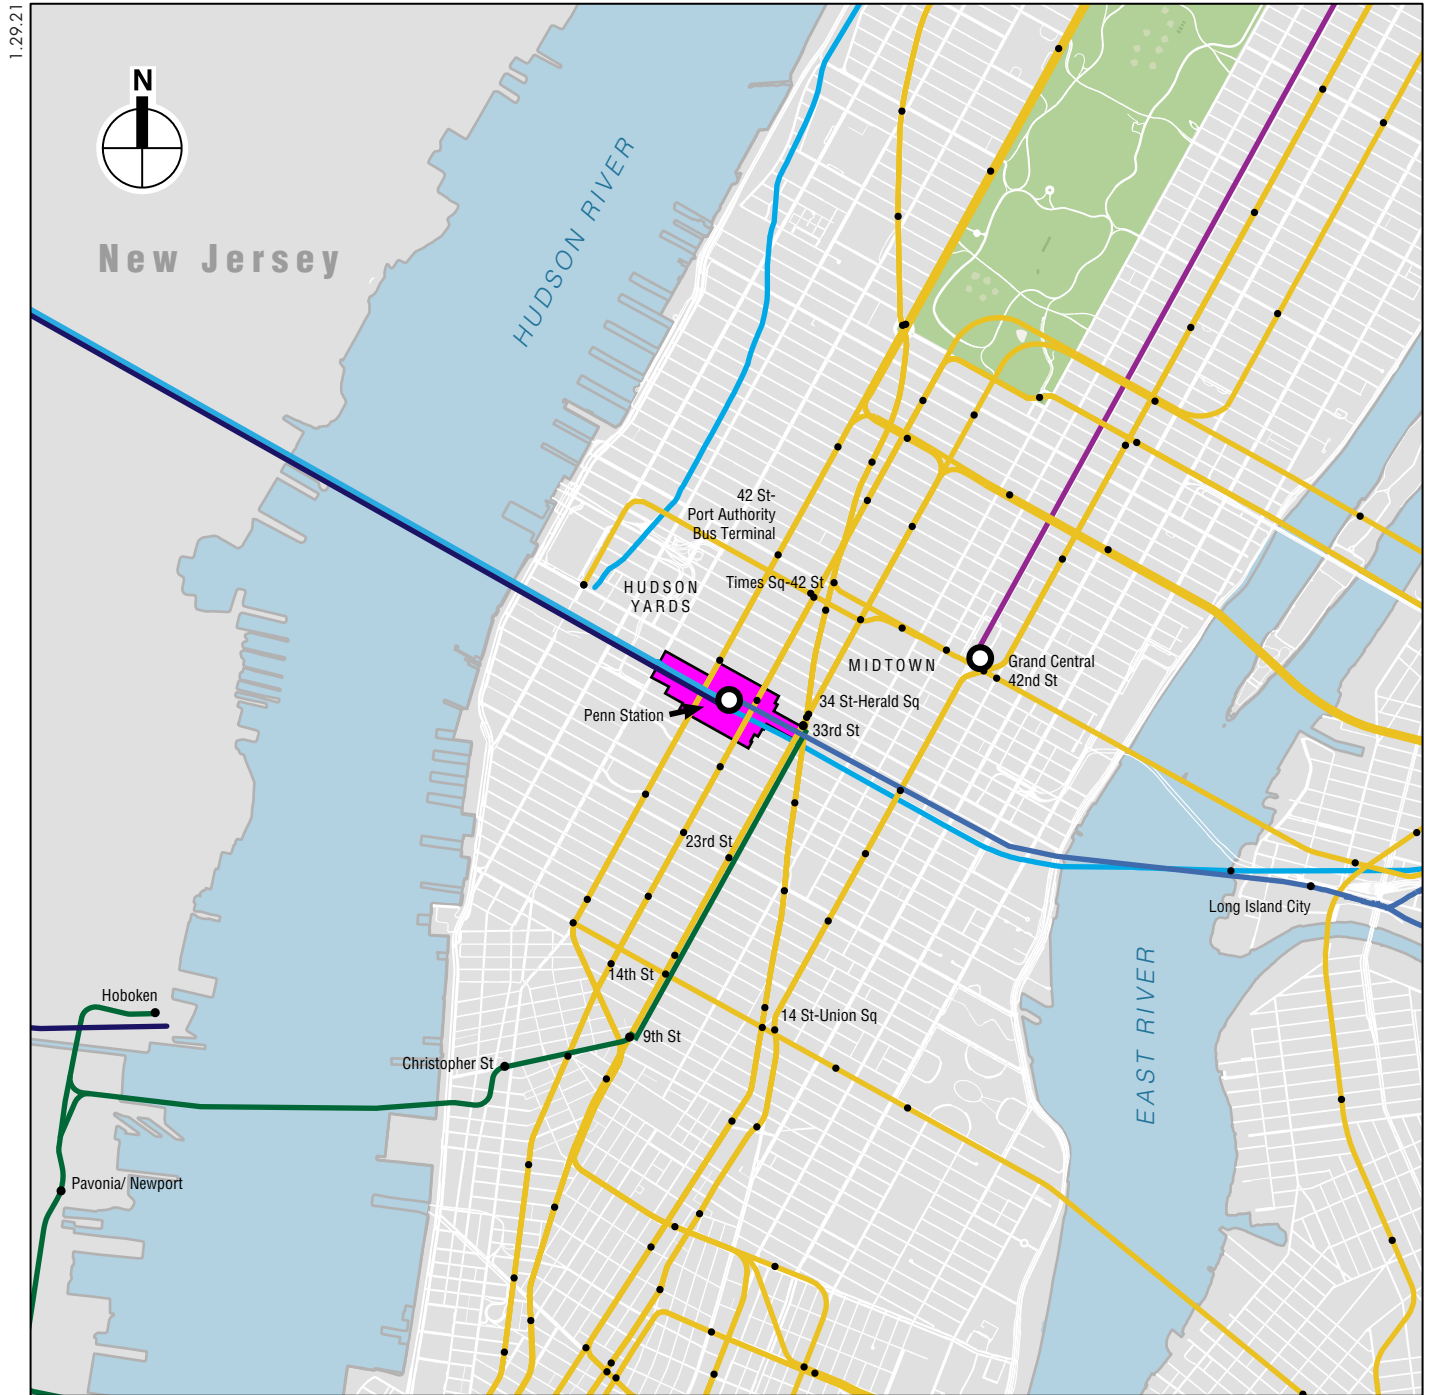 1.29.21
N
New Jersey
HUDSON RIVER
42 St-
Port Authority
Bus Terminal
Times Sq-42 St
HUDSON
YARDS
MIDTOWN
Grand Central
42nd St
34 St-Herald Sq
Penn Station
33rd St
23rd St
Long Island City
14th St
Hoboken
14 St-Union Sq
9th St
Christopher St
EAST RIVER
Pavonia/ Newport